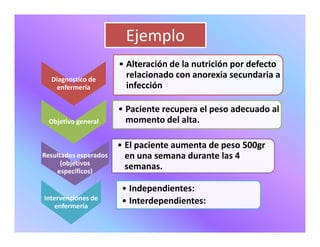 Ejemplo
Diagnostico de
enfermería
• Alteración de la nutrición por defecto
relacionado con anorexia secundaria a
infección
Objetivo general
• Paciente recupera el peso adecuado al
momento del alta.
Resultados esperados
(objetivos
específicos)
• El paciente aumenta de peso 500gr
en una semana durante las 4
semanas.
Intervenciones de
enfermería
• Independientes:
• Interdependientes: